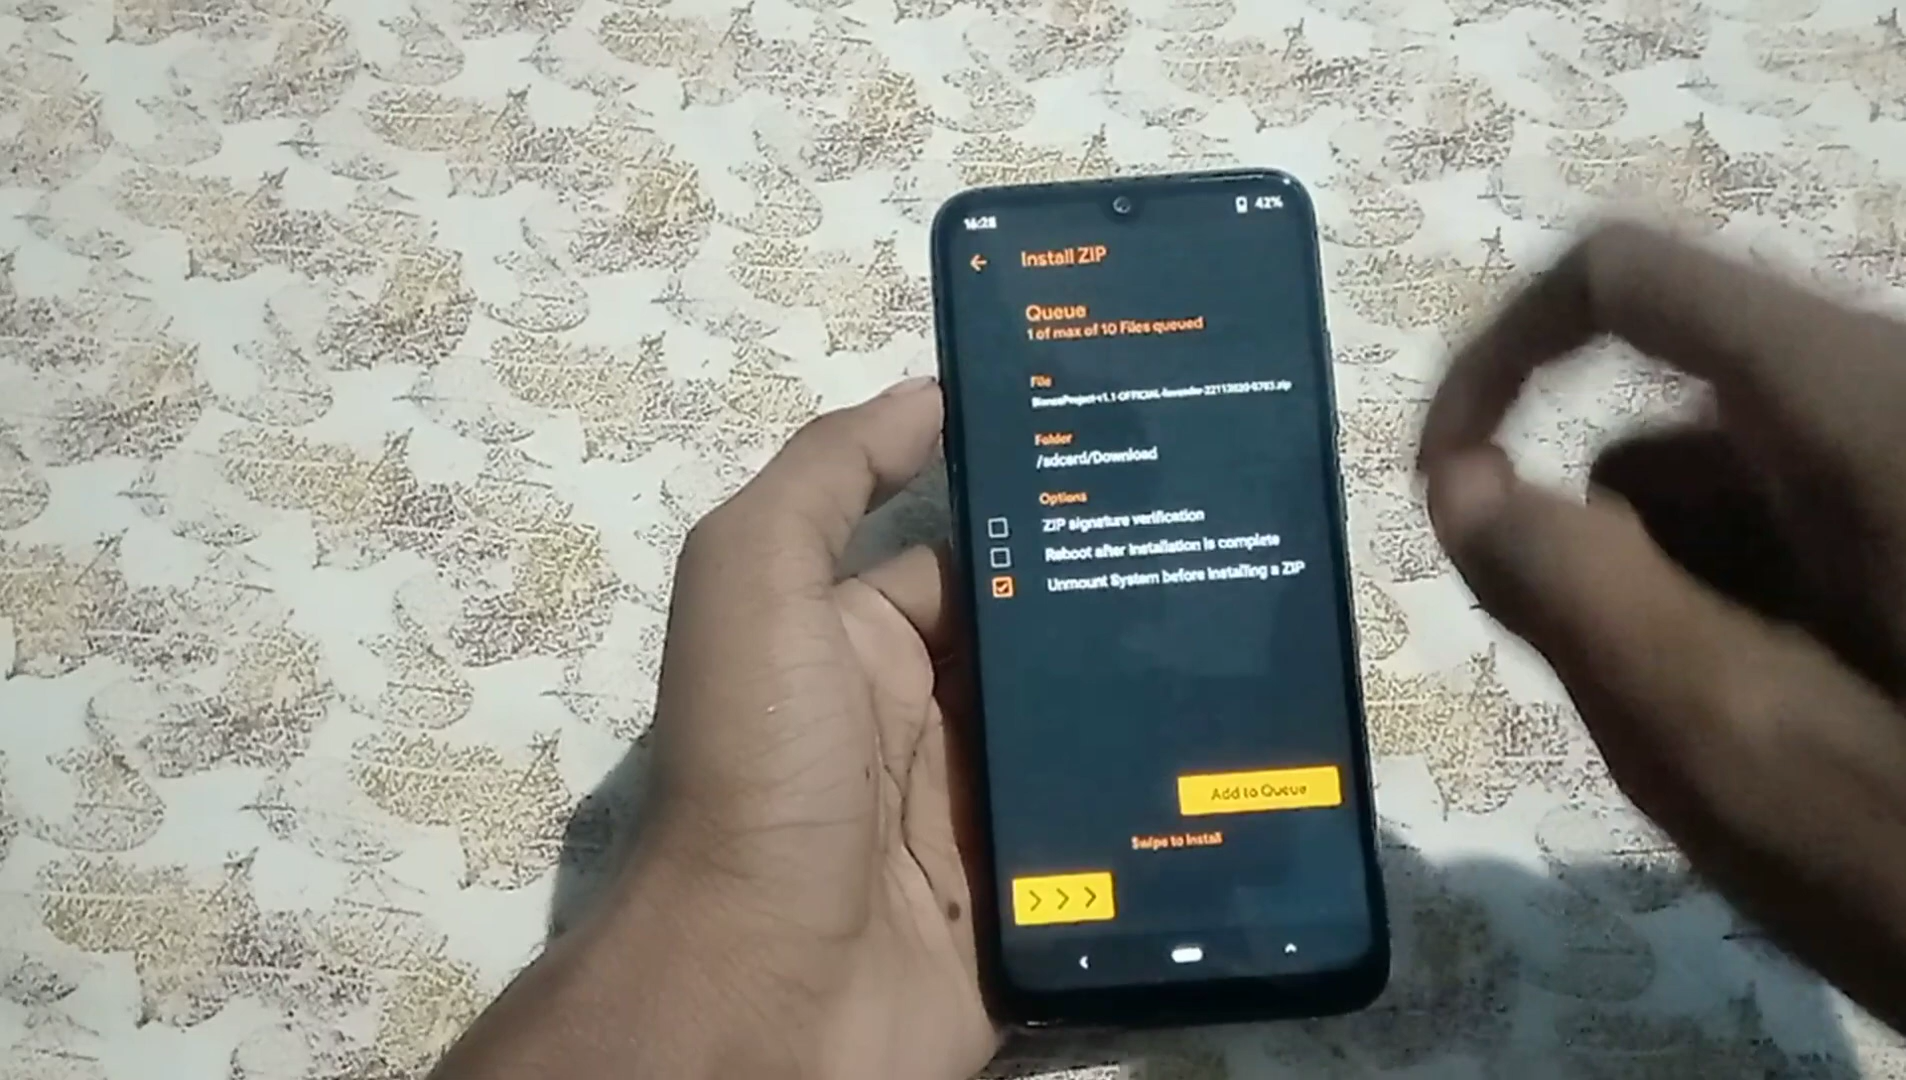 16:28
42%
Install ZIP
Queue
1 of max of 10 Files queued
File
Folder
/sdcard/Download
Options
ZIP signature verification
Reboot after installation is complete
Unmount System before installing a ZIP
Add to Queue
Swipe to Install